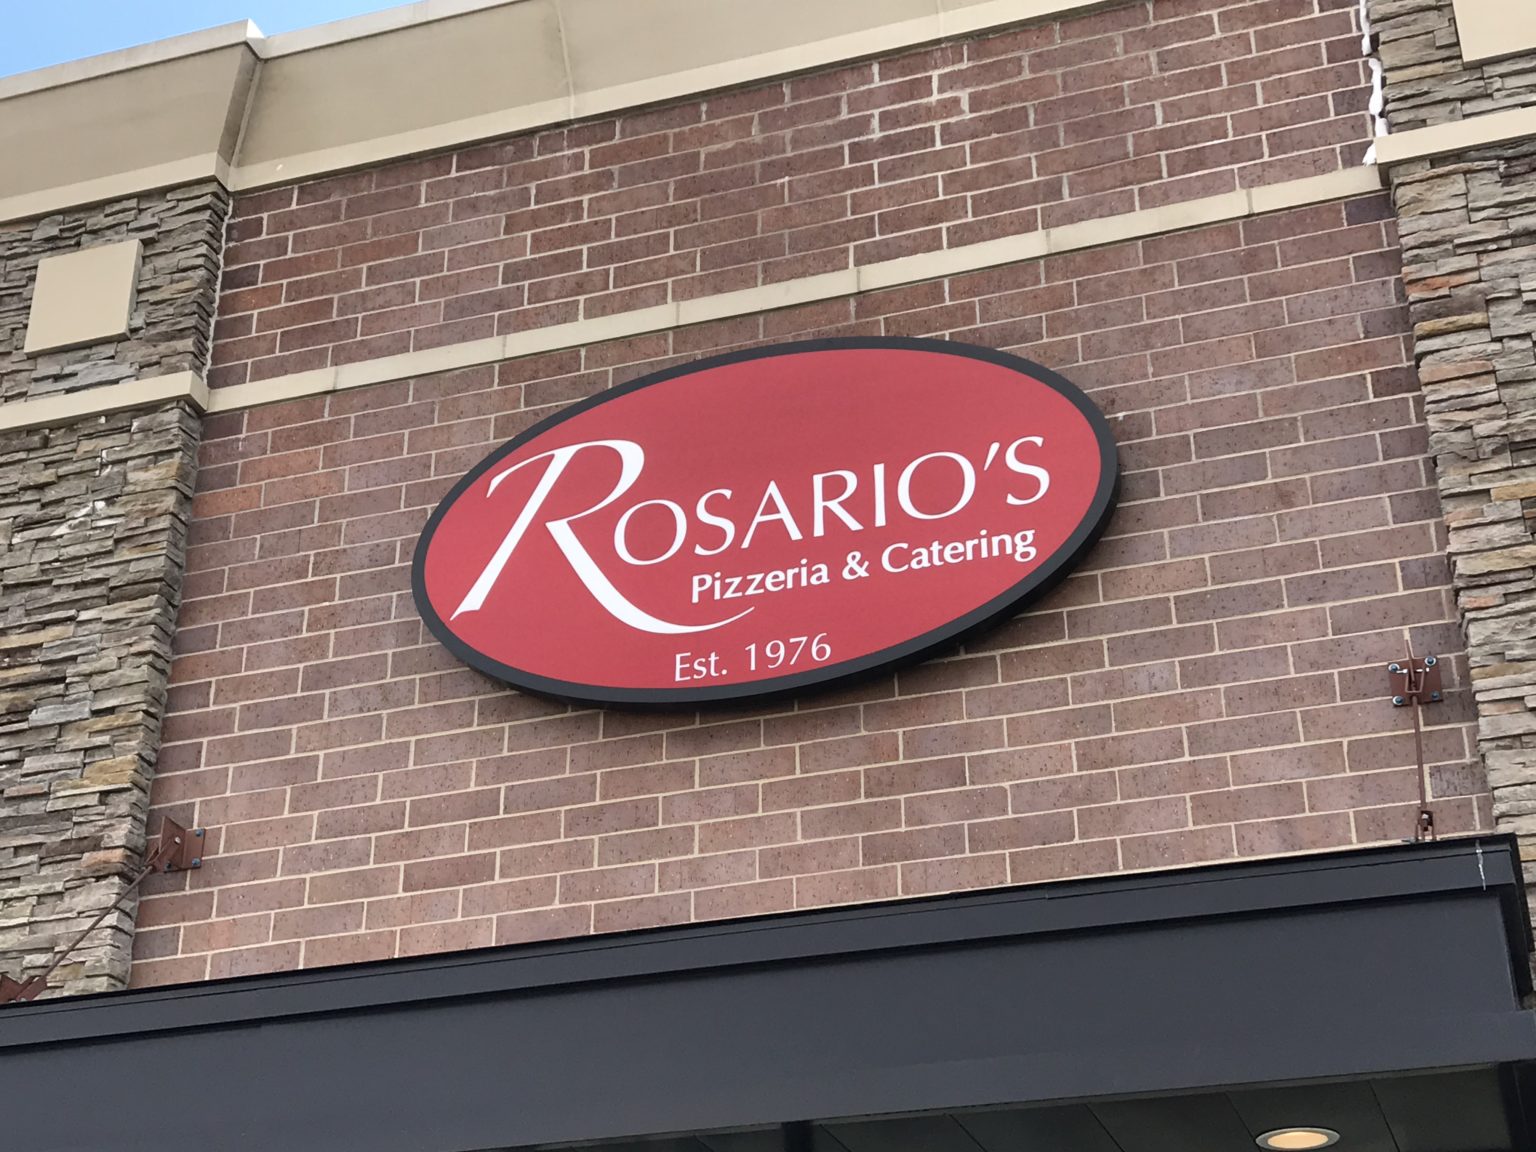 ROSARIO'S
Pizzeria & Catering
Est. 1976